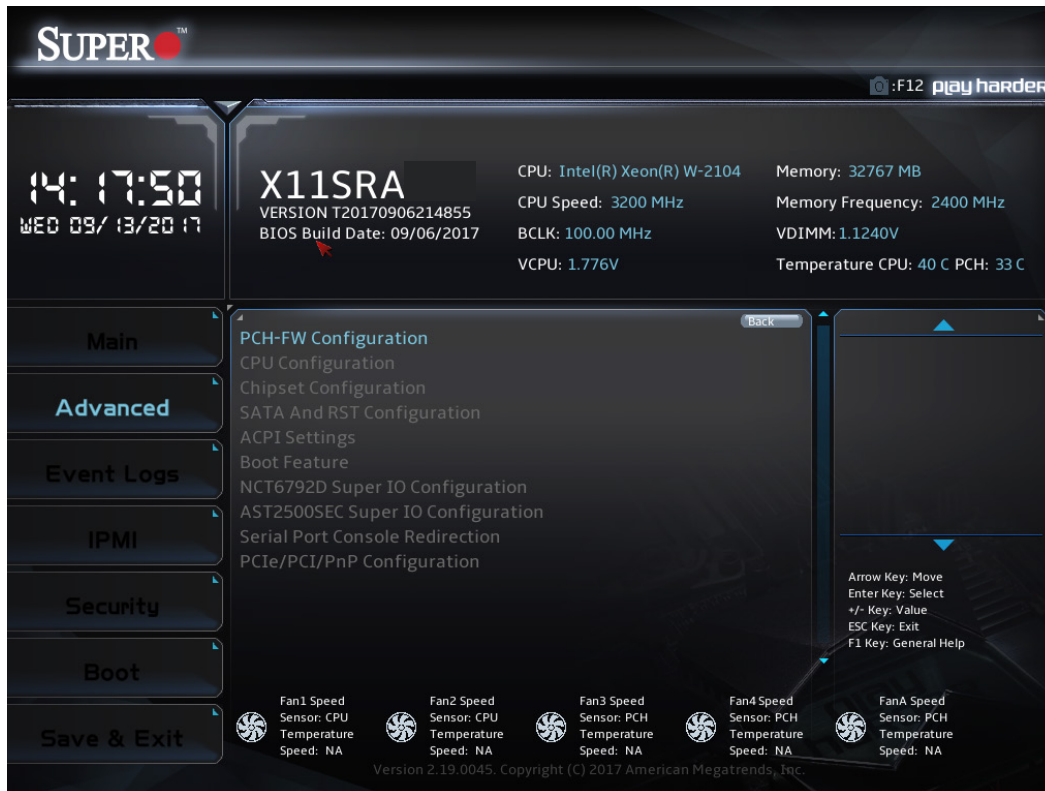 SUPER ™
:F12 play harder
14:17:50
WED 09/13/2017
X11SRA
VERSION T20170906214855
BIOS Build Date: 09/06/2017
CPU: Intel(R) Xeon(R) W-2104
CPU Speed: 3200 MHz
BCLK: 100.00 MHz
VCPU: 1.776V
Memory: 32767 MB
Memory Frequency: 2400 MHz
VDIMM: 1.1240V
Temperature CPU: 40 C PCH: 33 C
Main
Advanced
Event Logs
IPMI
Security
Boot
Save & Exit
Back
PCH-FW Configuration
CPU Configuration
Chipset Configuration
SATA And RST Configuration
ACPI Settings
Boot Feature
NCT6792D Super IO Configuration
AST2500SEC Super IO Configuration
Serial Port Console Redirection
PCIe/PCI/PnP Configuration
Arrow Key: Move
Enter Key: Select
+/- Key: Value
ESC Key: Exit
F1 Key: General Help
Fan1 Speed
Sensor: CPU
Temperature
Speed: NA
Fan2 Speed
Sensor: CPU
Temperature
Speed: NA
Fan3 Speed
Sensor: PCH
Temperature
Speed: NA
Fan4 Speed
Sensor: PCH
Temperature
Speed: NA
FanA Speed
Sensor: PCH
Temperature
Speed: NA
Version 2.19.0045. Copyright (C) 2017 American Megatrends, Inc.